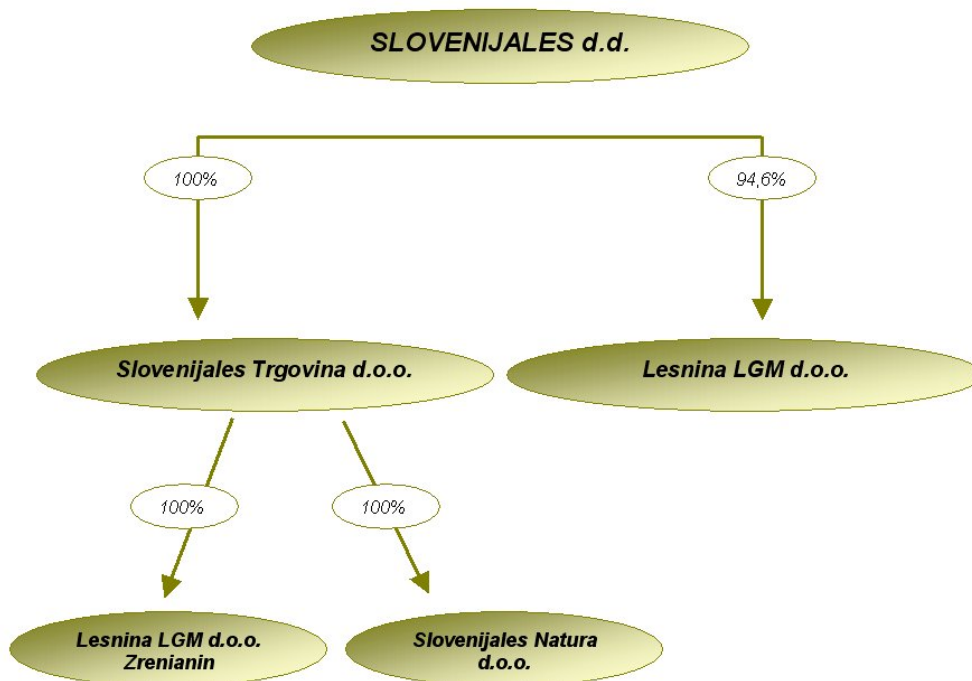 SLOVENIJALES d.d.
100%
94,6%
Slovenijales Trgovina d.o.o.
Lesnina LGM d.o.o.
100%
100%
Lesnina LGM d.o.o.
Zrenianin
Slovenijales Natura
d.o.o.